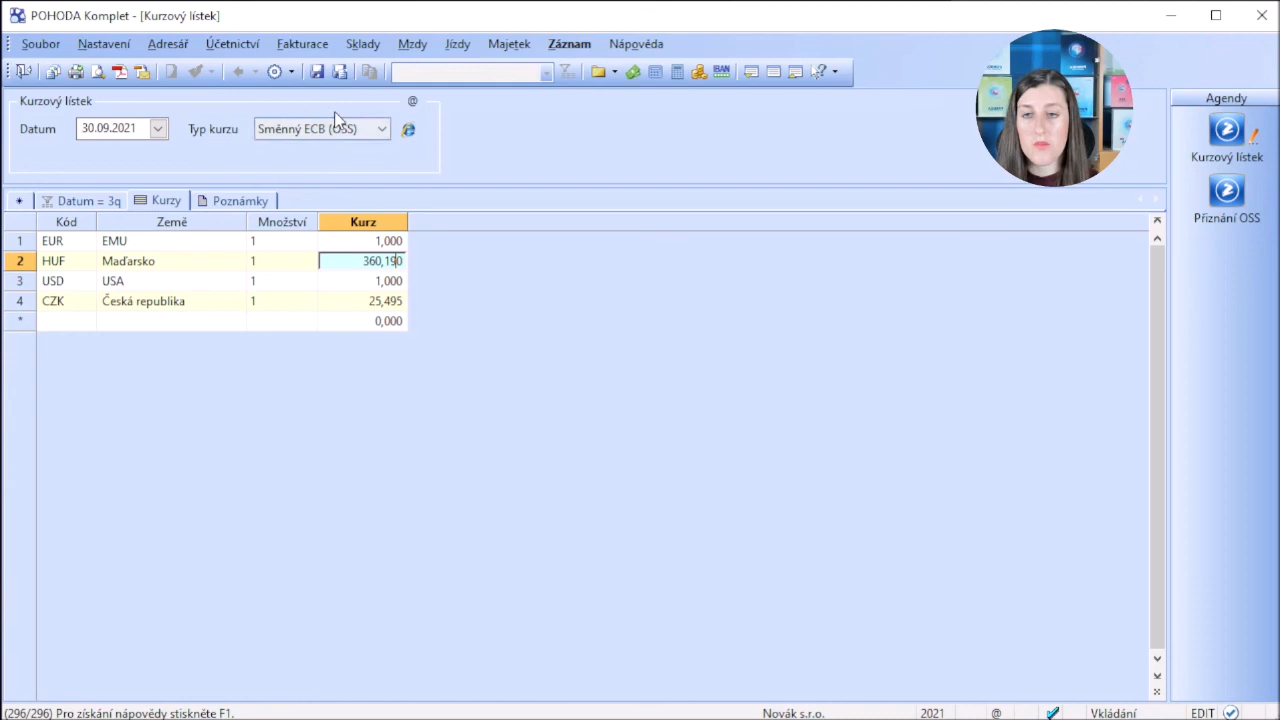 POHODA Komplet - [Kurzový lístek]
Soubor Nastavení Adresář Účetnictví Fakturace Sklady Mzdy Jízdy Majetek Záznam Nápověda
IBAN
Kurzový lístek @
Datum 30.09.2021 Typ kurzu Směnný ECB (OSS)
Agendy
Kurzový lístek
Přiznání OSS
* Datum = 3q Kurzy Poznámky
Kód Země Množství Kurz
1 EUR EMU 1 1,000
2 HUF Maďarsko 1 360,190
3 USD USA 1 1,000
4 CZK Česká republika 1 25,495
* 0,000
(296/296) Pro získání nápovědy stiskněte F1. Novák s.r.o. 2021 @ Vkládání EDIT